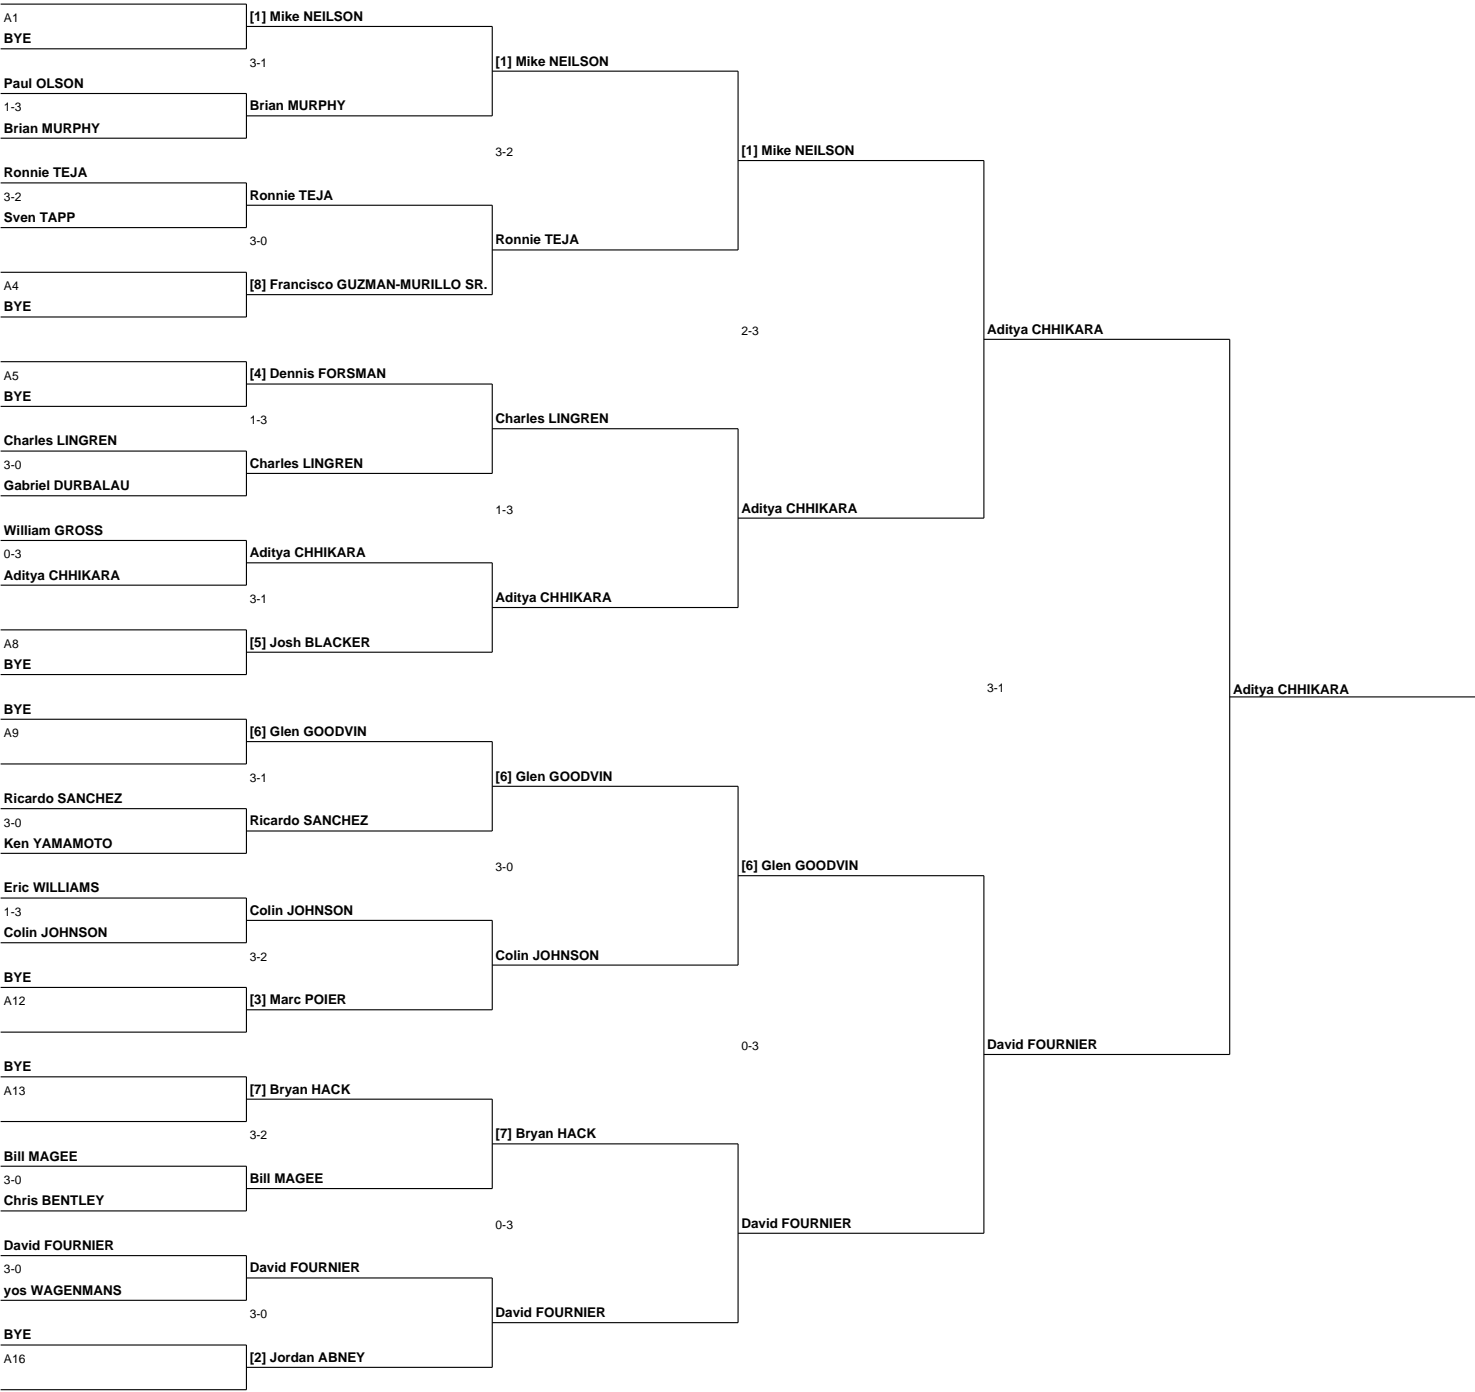 A1
BYE
[1] Mike NEILSON
3-1
Paul OLSON
1-3
Brian MURPHY
Brian MURPHY
[1] Mike NEILSON
3-2
Ronnie TEJA
3-2
Sven TAPP
Ronnie TEJA
3-0
A4
BYE
[8] Francisco GUZMAN-MURILLO SR.
Ronnie TEJA
[1] Mike NEILSON
2-3
A5
BYE
[4] Dennis FORSMAN
1-3
Charles LINGREN
3-0
Gabriel DURBALAU
Charles LINGREN
Charles LINGREN
1-3
William GROSS
0-3
Aditya CHHIKARA
Aditya CHHIKARA
3-1
A8
BYE
[5] Josh BLACKER
Aditya CHHIKARA
Aditya CHHIKARA
Aditya CHHIKARA
3-1
Aditya CHHIKARA
BYE
A9
[6] Glen GOODVIN
3-1
Ricardo SANCHEZ
3-0
Ken YAMAMOTO
Ricardo SANCHEZ
[6] Glen GOODVIN
3-0
Eric WILLIAMS
1-3
Colin JOHNSON
Colin JOHNSON
3-2
BYE
A12
[3] Marc POIER
Colin JOHNSON
[6] Glen GOODVIN
0-3
BYE
A13
[7] Bryan HACK
3-2
Bill MAGEE
3-0
Chris BENTLEY
Bill MAGEE
[7] Bryan HACK
0-3
David FOURNIER
3-0
yos WAGENMANS
David FOURNIER
3-0
BYE
A16
[2] Jordan ABNEY
David FOURNIER
David FOURNIER
David FOURNIER